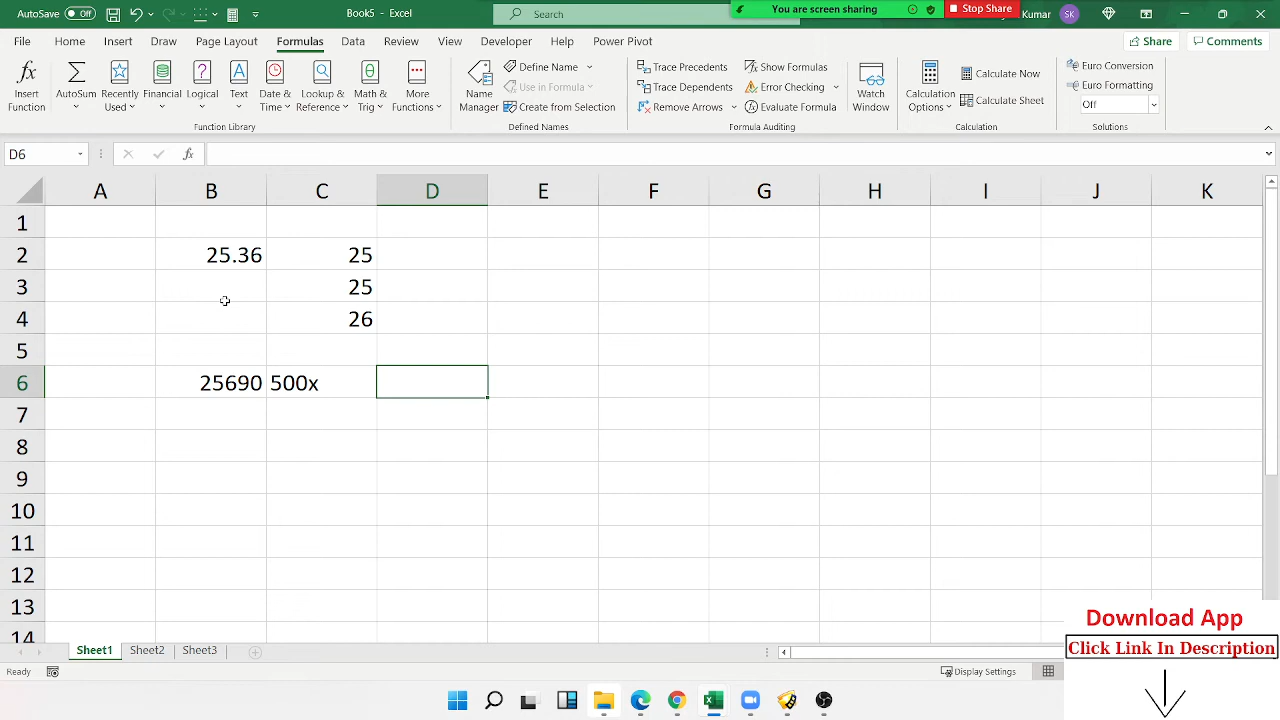 AutoSave Off Book5 - Excel Search You are screen sharing Stop Share Kumar SK
File Home Insert Draw Page Layout Formulas Data Review View Developer Help Power Pivot Share Comments
Insert Function AutoSum Recently Used Financial Logical Text Date & Time Lookup & Reference Math & Trig More Functions
Function Library
Name Manager Define Name Use in Formula Create from Selection
Defined Names
Trace Precedents Trace Dependents Remove Arrows Show Formulas Error Checking Evaluate Formula Watch Window
Formula Auditing
Calculation Options Calculate Now Calculate Sheet
Calculation
Euro Conversion Euro Formatting Off
Solutions
D6 fx
A B C D E F G H I J K
1
2 25.36 25
3 25
4 26
5
6 25690 500x
7
8
9
10
11
12
13
14
Sheet1 Sheet2 Sheet3
Ready Display Settings
Download App
Click Link In Description